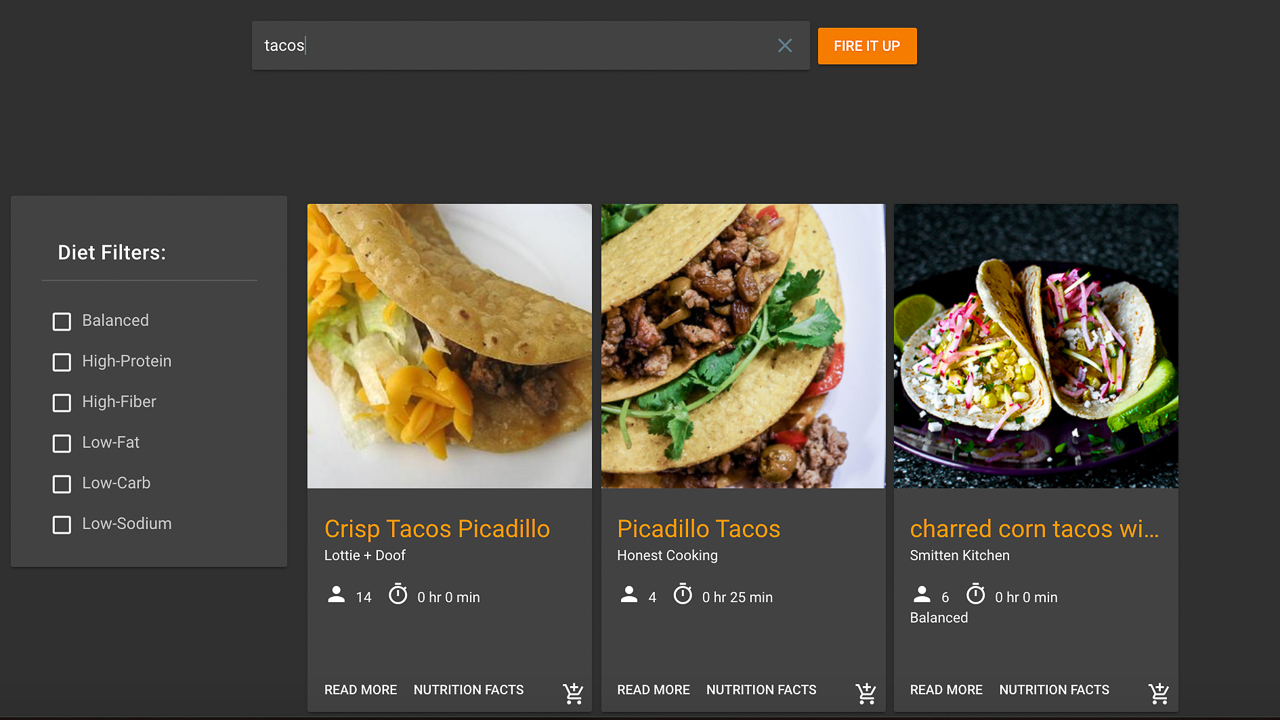 tacos
FIRE IT UP
Diet Filters:
Balanced
High-Protein
High-Fiber
Low-Fat
Low-Carb
Low-Sodium
Crisp Tacos Picadillo
Lottie + Doof
14 0 hr 0 min
READ MORE NUTRITION FACTS
Picadillo Tacos
Honest Cooking
4 0 hr 25 min
READ MORE NUTRITION FACTS
charred corn tacos wi...
Smitten Kitchen
6 0 hr 0 min
Balanced
READ MORE NUTRITION FACTS